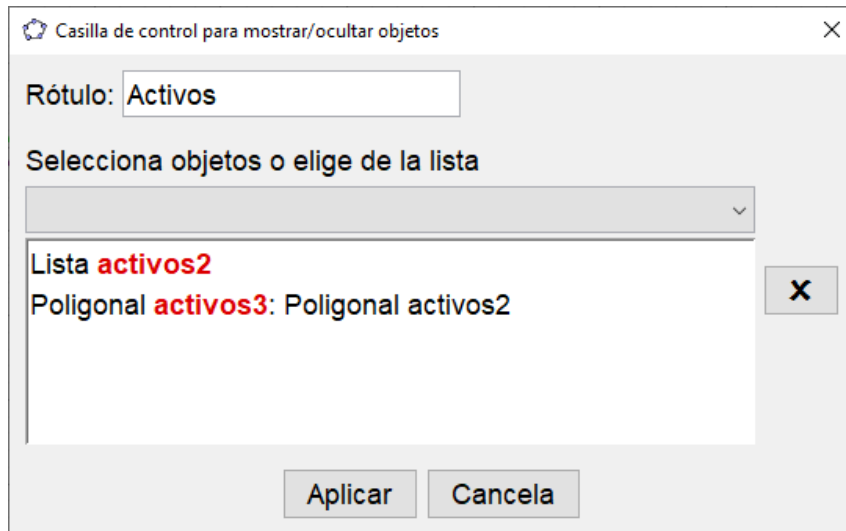 Casilla de control para mostrar/ocultar objetos
Rótulo: Activos
Selecciona objetos o elige de la lista
Lista activos2
Poligonal activos3: Poligonal activos2
Aplicar Cancela